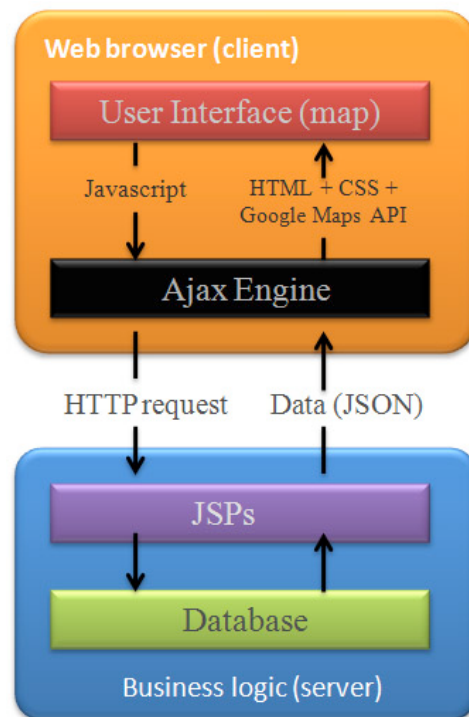 Web browser (client)
User Interface (map)
Javascript
HTML + CSS +
Google Maps API
Ajax Engine
HTTP request
Data (JSON)
JSPs
Database
Business logic (server)